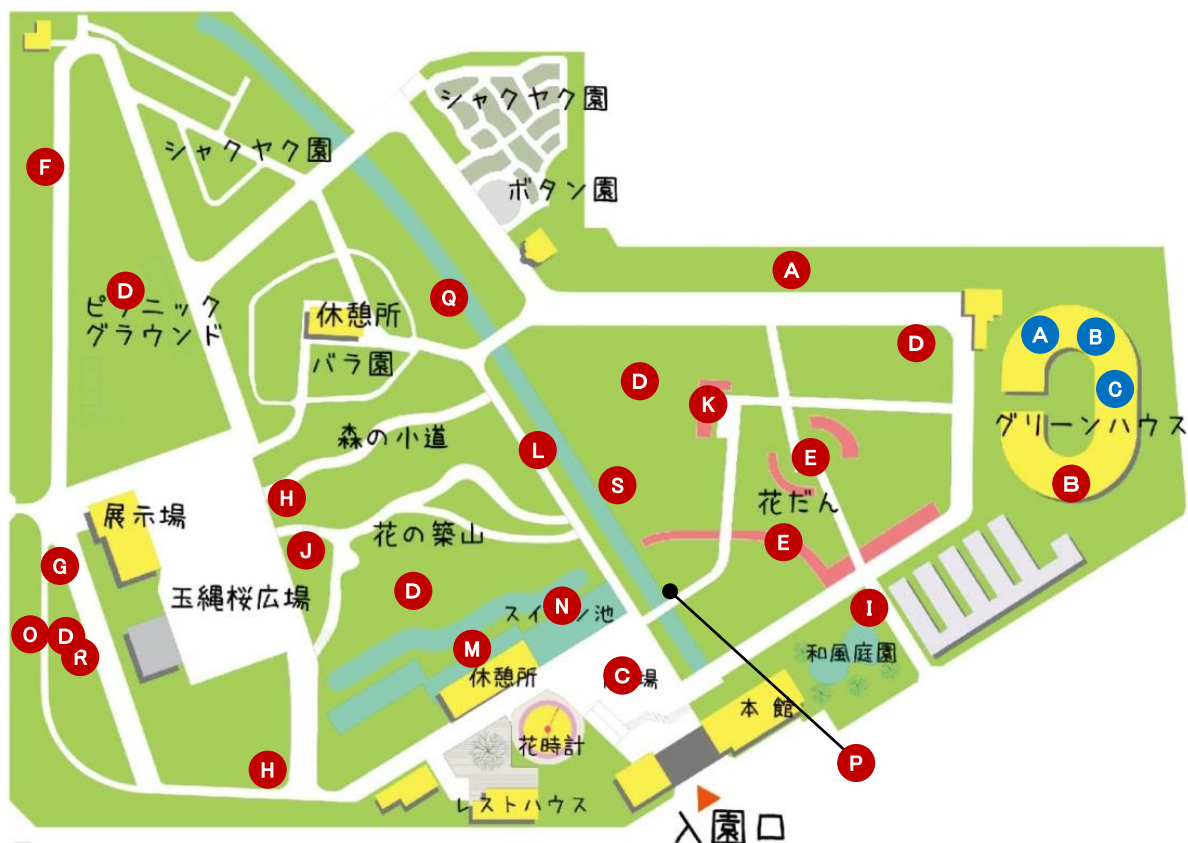 シャクヤク園
シャクヤク園
F
ボタン園
A
D
ピ
ニック
グラウンド
Q
休憩所
バラ園
D
A
B
C
D
K
グリーンハウス
森の小道
L
E
B
S
花だん
H
展示場
花の築山
J
E
G
玉縄桜広場
D
スイ
ン池
N
I
O
D
R
M
休憩所
C
場
和風庭園
本館
花時計
P
H
レストハウス
入園口